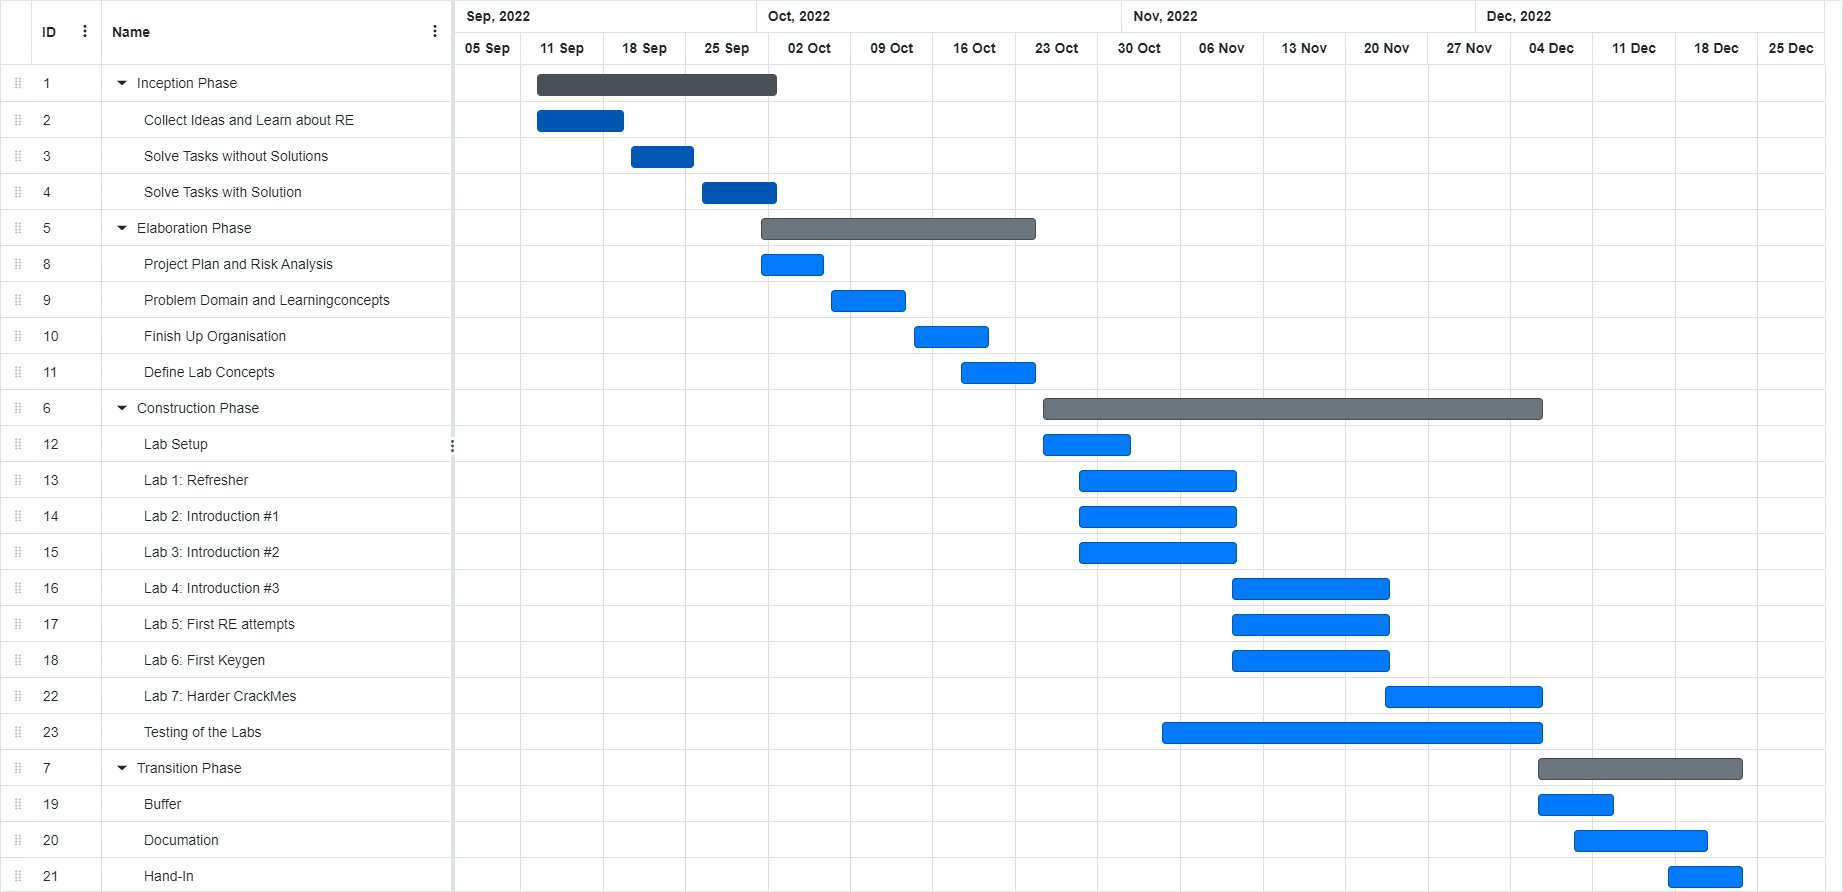 Sep, 2022 Oct, 2022 Nov, 2022 Dec, 2022
ID Name
05 Sep 11 Sep 18 Sep 25 Sep 02 Oct 09 Oct 16 Oct 23 Oct 30 Oct 06 Nov 13 Nov 20 Nov 27 Nov 04 Dec 11 Dec 18 Dec 25 Dec
1 Inception Phase
2 Collect Ideas and Learn about RE
3 Solve Tasks without Solutions
4 Solve Tasks with Solution
5 Elaboration Phase
8 Project Plan and Risk Analysis
9 Problem Domain and Learningconcepts
10 Finish Up Organisation
11 Define Lab Concepts
6 Construction Phase
12 Lab Setup
13 Lab 1: Refresher
14 Lab 2: Introduction #1
15 Lab 3: Introduction #2
16 Lab 4: Introduction #3
17 Lab 5: First RE attempts
18 Lab 6: First Keygen
22 Lab 7: Harder CrackMes
23 Testing of the Labs
7 Transition Phase
19 Buffer
20 Documation
21 Hand-In